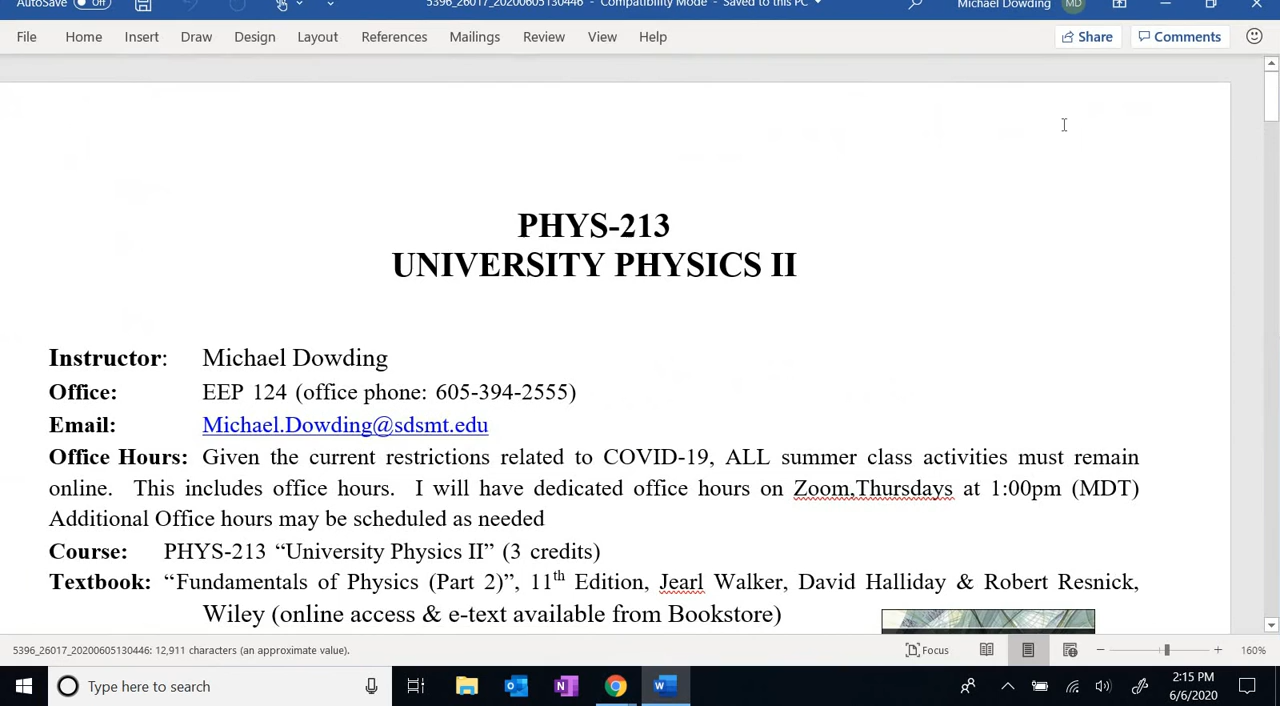 AutoSave Off 5396_26017_20200605130446 - Compatibility Mode - Saved to this PC Michael Dowding MD
File Home Insert Draw Design Layout References Mailings Review View Help Share Comments
PHYS-213
UNIVERSITY PHYSICS II
Instructor: Michael Dowding
Office: EEP 124 (office phone: 605-394-2555)
Email: Michael.Dowding@sdsmt.edu
Office Hours: Given the current restrictions related to COVID-19, ALL summer class activities must remain
online. This includes office hours. I will have dedicated office hours on Zoom,Thursdays at 1:00pm (MDT)
Additional Office hours may be scheduled as needed
Course: PHYS-213 “University Physics II” (3 credits)
Textbook: “Fundamentals of Physics (Part 2)”, 11th Edition, Jearl Walker, David Halliday & Robert Resnick,
Wiley (online access & e-text available from Bookstore)
5396_26017_20200605130446: 12,911 characters (an approximate value). Focus 160%
Type here to search 2:15 PM
6/6/2020